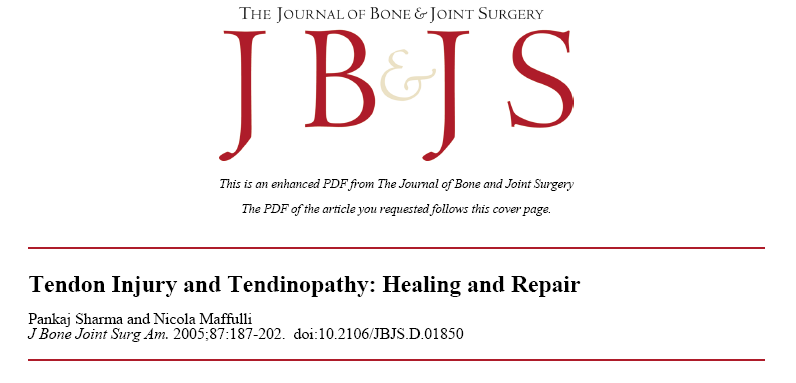 THE JOURNAL OF BONE & JOINT SURGERY
J B & J S
This is an enhanced PDF from The Journal of Bone and Joint Surgery
The PDF of the article you requested follows this cover page.
Tendon Injury and Tendinopathy: Healing and Repair
Pankaj Sharma and Nicola Maffulli
J Bone Joint Surg Am. 2005;87:187-202. doi:10.2106/JBJS.D.01850